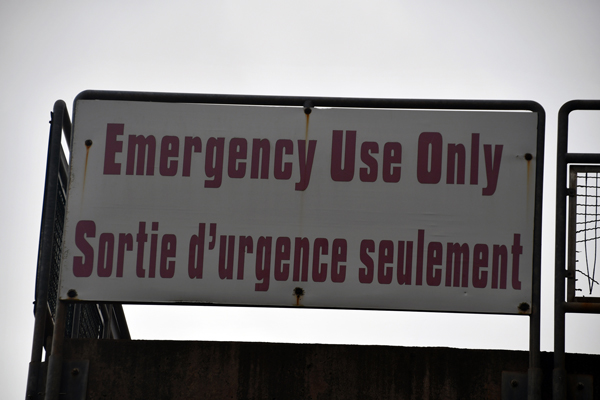 Emergency Use Only
Sortie d'urgence seulement